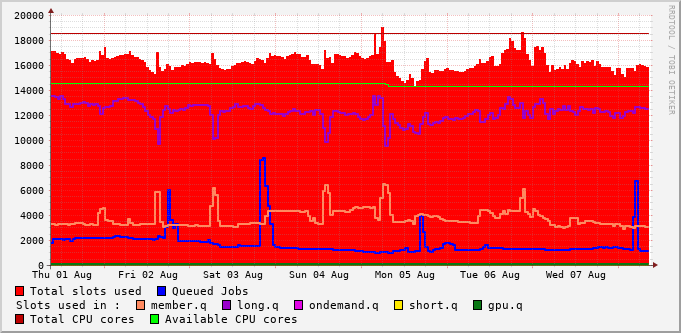 20000
18000
16000
14000
12000
10000
8000
6000
4000
2000
0
Thu 01 Aug Fri 02 Aug Sat 03 Aug Sun 04 Aug Mon 05 Aug Tue 06 Aug Wed 07 Aug
Total slots used Queued Jobs
Slots used in : member.q long.q ondemand.q short.q gpu.q
Total CPU cores Available CPU cores
RRDTOOL / TOBI OETIKER